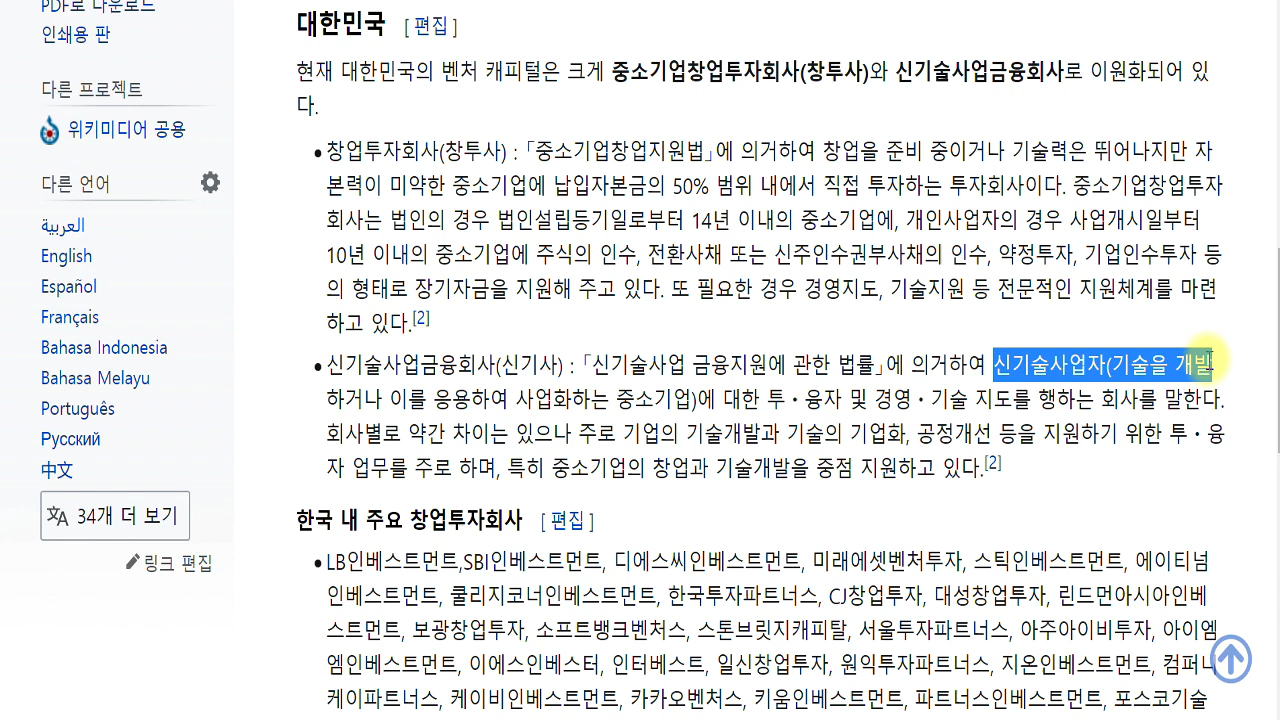 PDF로 다운로드
인쇄용 판
다른 프로젝트
위키미디어 공용
다른 언어
العربية
English
Español
Français
Bahasa Indonesia
Bahasa Melayu
Português
Русский
中文
34개 더 보기
링크 편집
대한민국 [ 편집 ]
현재 대한민국의 벤처 캐피털은 크게 중소기업창업투자회사(창투사)와 신기술사업금융회사로 이원화되어 있
다.
• 창업투자회사(창투사) : 「중소기업창업지원법」에 의거하여 창업을 준비 중이거나 기술력은 뛰어나지만 자
본력이 미약한 중소기업에 납입자본금의 50% 범위 내에서 직접 투자하는 투자회사이다. 중소기업창업투자
회사는 법인의 경우 법인설립등기일로부터 14년 이내의 중소기업에, 개인사업자의 경우 사업개시일부터
10년 이내의 중소기업에 주식의 인수, 전환사채 또는 신주인수권부사채의 인수, 약정투자, 기업인수투자 등
의 형태로 장기자금을 지원해 주고 있다. 또 필요한 경우 경영지도, 기술지원 등 전문적인 지원체계를 마련
하고 있다.[2]
• 신기술사업금융회사(신기사) : 「신기술사업 금융지원에 관한 법률」에 의거하여 신기술사업자(기술을 개발
하거나 이를 응용하여 사업화하는 중소기업)에 대한 투・융자 및 경영・기술 지도를 행하는 회사를 말한다.
회사별로 약간 차이는 있으나 주로 기업의 기술개발과 기술의 기업화, 공정개선 등을 지원하기 위한 투・융
자 업무를 주로 하며, 특히 중소기업의 창업과 기술개발을 중점 지원하고 있다.[2]
한국 내 주요 창업투자회사 [ 편집 ]
• LB인베스트먼트,SBI인베스트먼트, 디에스씨인베스트먼트, 미래에셋벤처투자, 스틱인베스트먼트, 에이티넘
인베스트먼트, 쿨리지코너인베스트먼트, 한국투자파트너스, CJ창업투자, 대성창업투자, 린드먼아시아인베
스트먼트, 보광창업투자, 소프트뱅크벤처스, 스톤브릿지캐피탈, 서울투자파트너스, 아주아이비투자, 아이엠
엠인베스트먼트, 이에스인베스터, 인터베스트, 일신창업투자, 원익투자파트너스, 지온인베스트먼트, 컴퍼니
케이파트너스, 케이비인베스트먼트, 카카오벤처스, 키움인베스트먼트, 파트너스인베스트먼트, 포스코기술